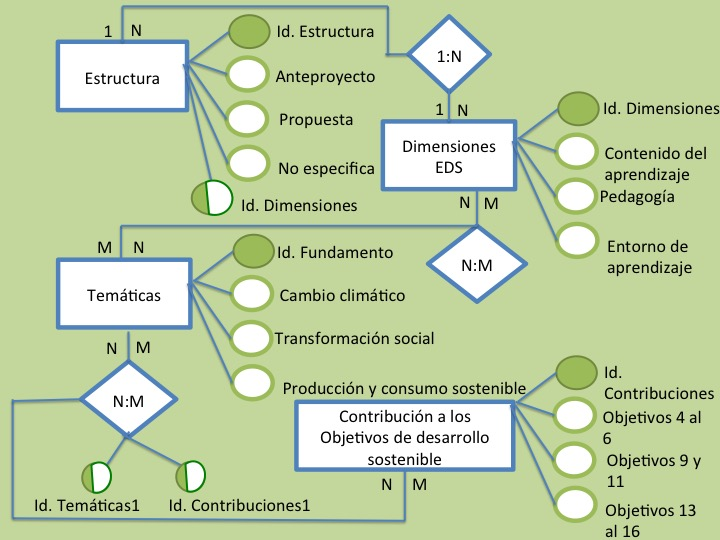 1 N
Id. Estructura
Estructura
Anteproyecto
Propuesta
No especifica
Id. Dimensiones
1:N
1 N
Dimensiones
EDS
Id. Dimensiones
Contenido del
aprendizaje
Pedagogía
Entorno de
aprendizaje
N M
N:M
M N
Temáticas
Id. Fundamento
Cambio climático
Transformación social
Producción y consumo sostenible
N M
N:M
Id. Temáticas1
Id. Contribuciones1
Contribución a los
Objetivos de desarrollo
sostenible
N M
Id.
Contribuciones
Objetivos 4 al
6
Objetivos 9 y
11
Objetivos 13
al 16